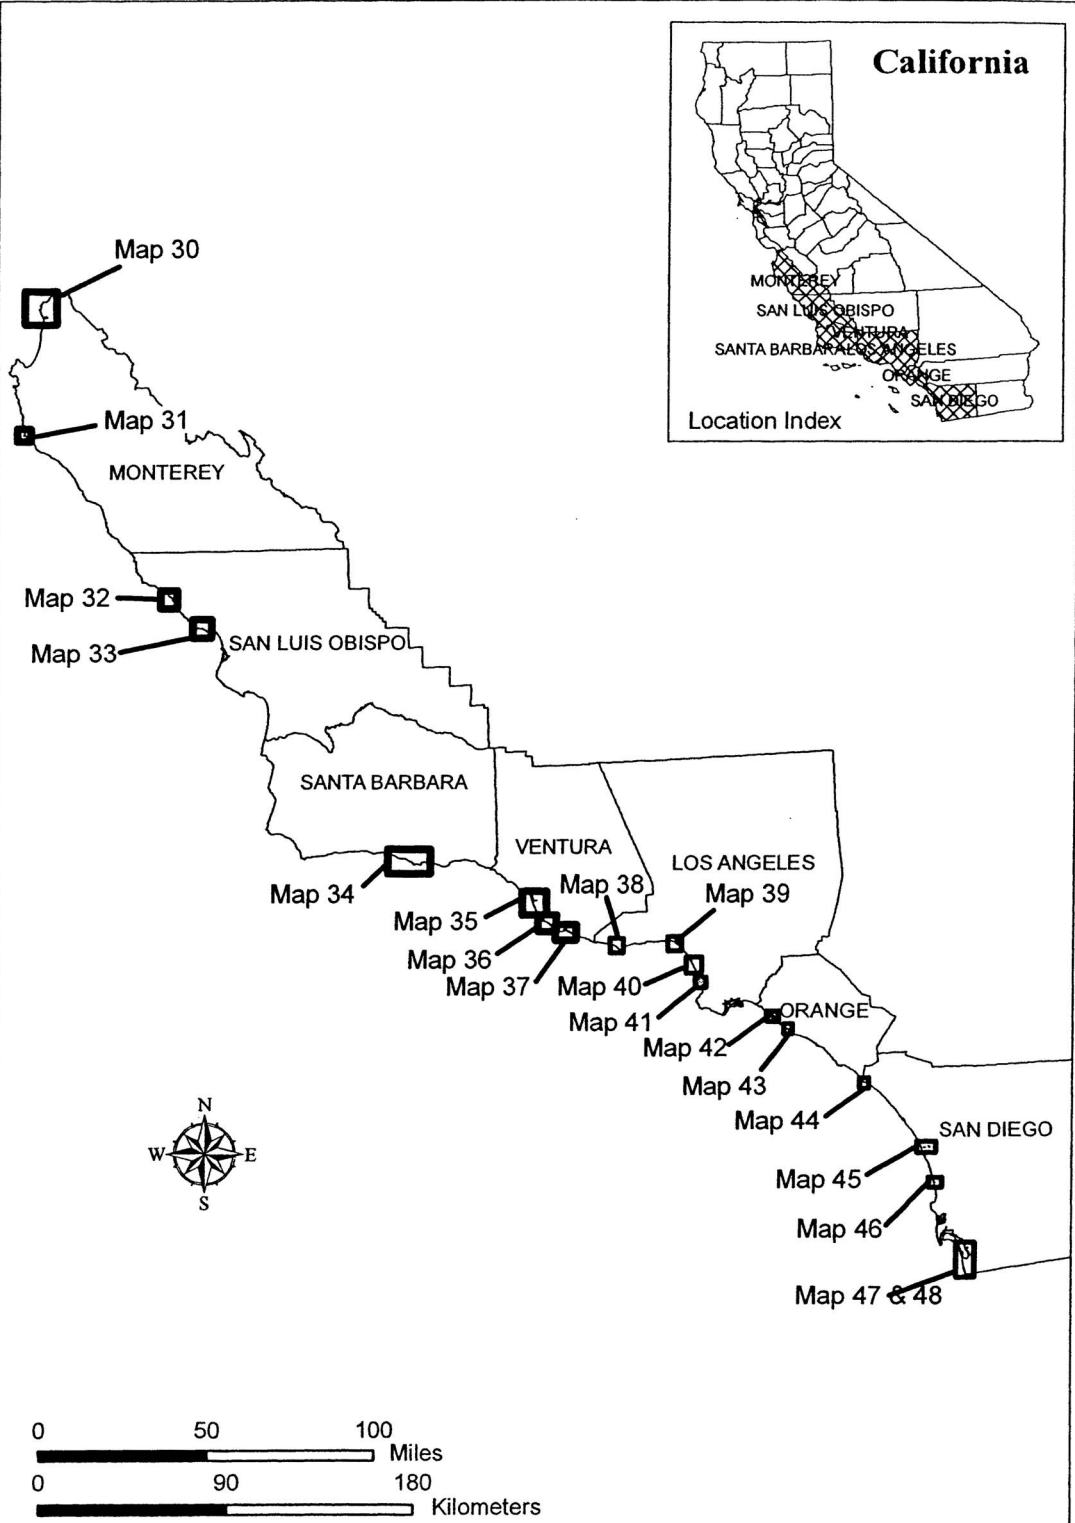 California
MONTEREY
SAN LUIS OBISPO
VENTURA
SANTA BARBARA LOS ANGELES
ORANGE
SAN DIEGO
Location Index
Map 30
Map 31
MONTEREY
Map 32
Map 33
SAN LUIS OBISPO
SANTA BARBARA
VENTURA
LOS ANGELES
Map 34
Map 35
Map 36
Map 37
Map 38
Map 39
Map 40
Map 41
ORANGE
Map 42
Map 43
Map 44
SAN DIEGO
Map 45
Map 46
Map 47 & 48
N
W E
S
0 50 100
Miles
0 90 180
Kilometers